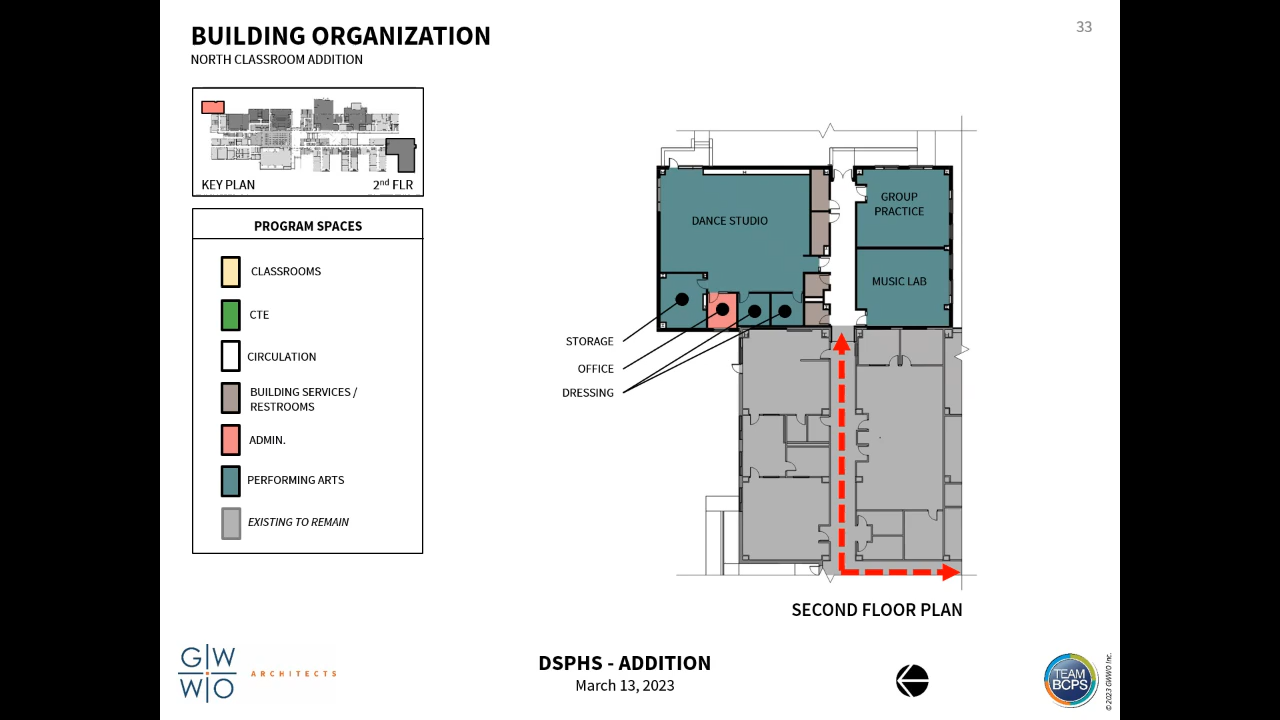 33
BUILDING ORGANIZATION
NORTH CLASSROOM ADDITION
KEY PLAN
2nd FLR
PROGRAM SPACES
CLASSROOMS
CTE
CIRCULATION
BUILDING SERVICES /
RESTROOMS
ADMIN.
PERFORMING ARTS
EXISTING TO REMAIN
DANCE STUDIO
GROUP
PRACTICE
MUSIC LAB
STORAGE
OFFICE
DRESSING
SECOND FLOOR PLAN
G|W
W|O
ARCHITECTS
DSPHS - ADDITION
March 13, 2023
TEAM
BCPS
© 2023 GWWO Inc.